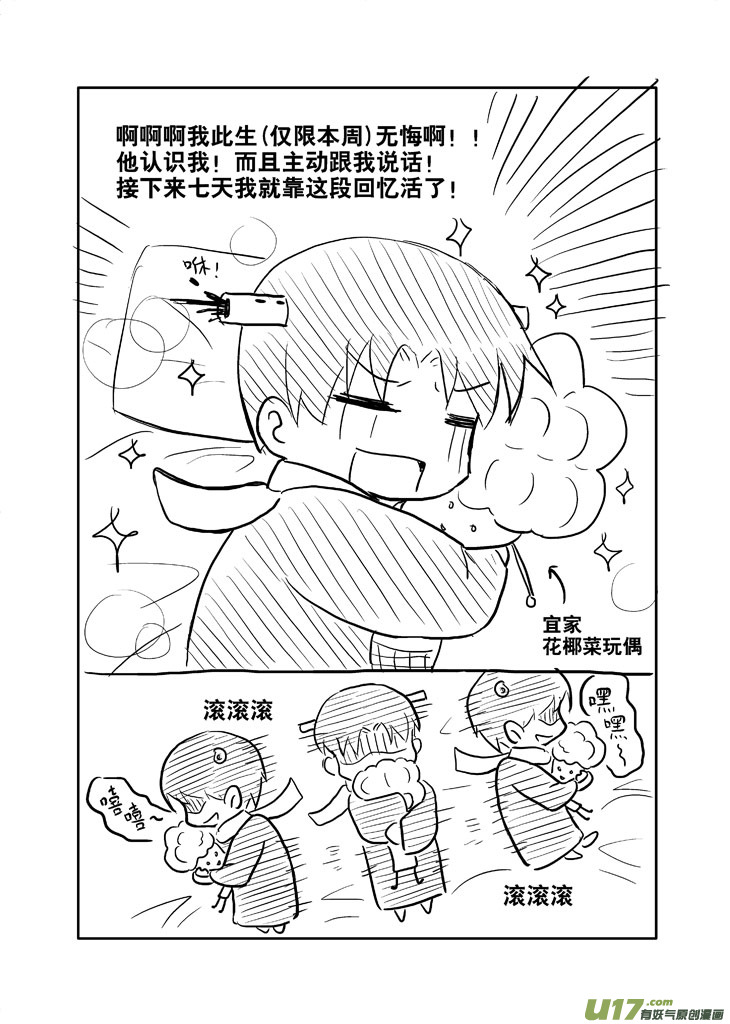 啊啊啊我此生(仅限本周)无悔啊！！
他认识我！而且主动跟我说话！
接下来七天我就靠这段回忆活了！
咻！
宜家
花椰菜玩偶
滚滚滚
嘿嘿~
嘻嘻~
滚滚滚
U17.com
有妖气原创漫画